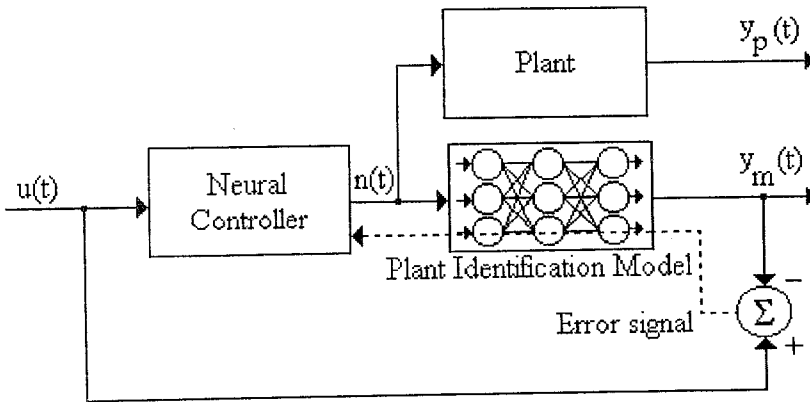 y_p(t)
Plant
u(t)
Neural
Controller
n(t)
y_m(t)
Plant Identification Model
−
Error signal
Σ
+